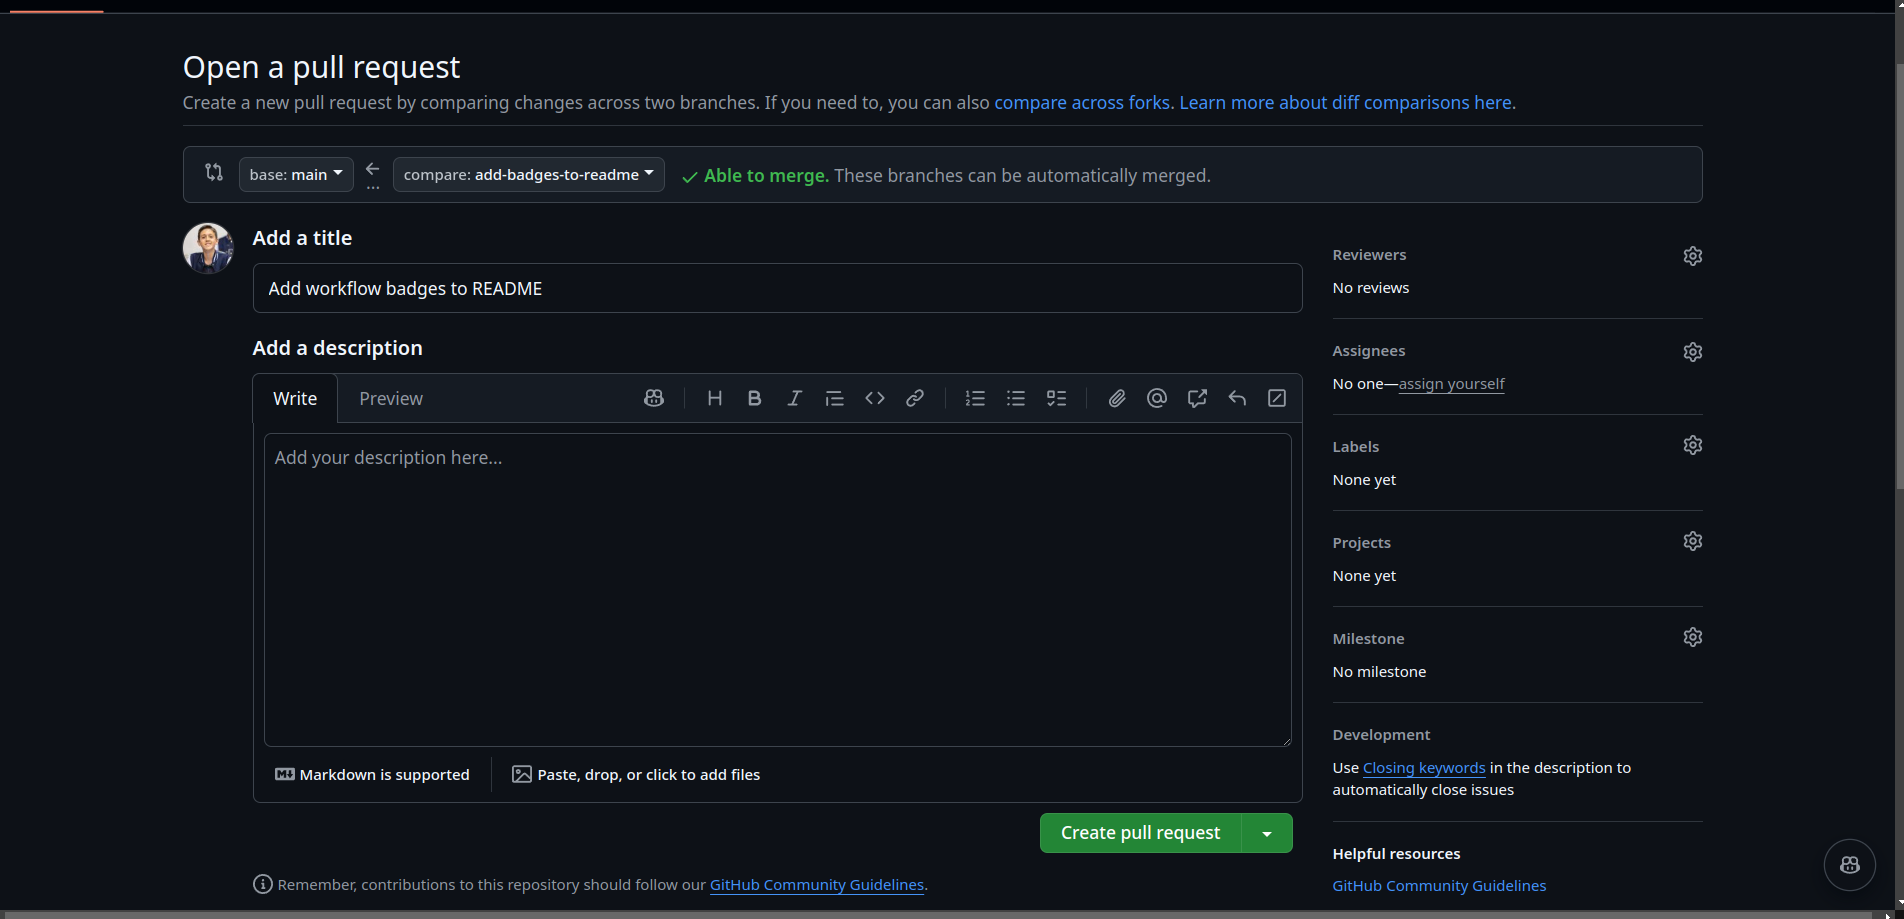 Open a pull request
Create a new pull request by comparing changes across two branches. If you need to, you can also compare across forks. Learn more about diff comparisons here.
base: main
...
compare: add-badges-to-readme
Able to merge. These branches can be automatically merged.
Add a title
Add workflow badges to README
Add a description
Write
Preview
Add your description here...
Markdown is supported
Paste, drop, or click to add files
Create pull request
Remember, contributions to this repository should follow our GitHub Community Guidelines.
Reviewers
No reviews
Assignees
No one—assign yourself
Labels
None yet
Projects
None yet
Milestone
No milestone
Development
Use Closing keywords in the description to
automatically close issues
Helpful resources
GitHub Community Guidelines